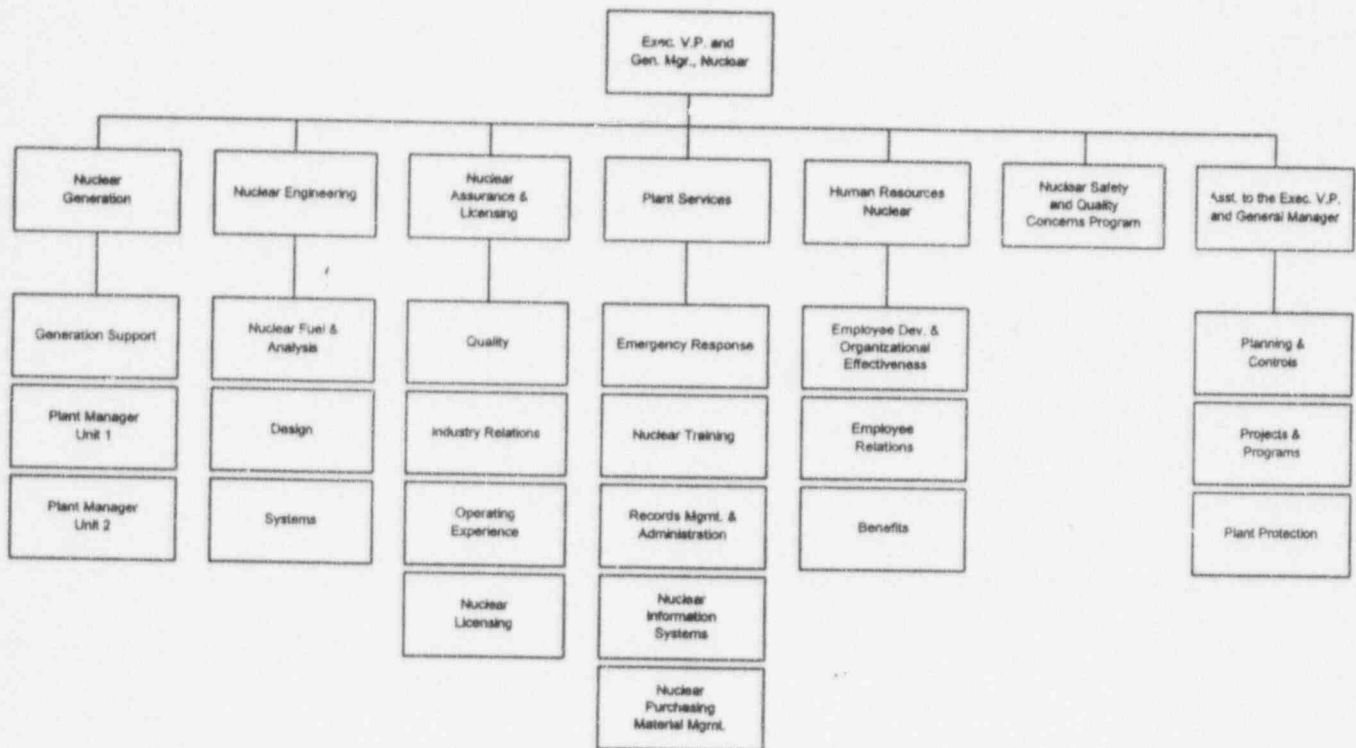 Exec. V.P. and
Gen. Mgr., Nuclear
Nuclear
Generation
Nuclear Engineering
Nuclear
Assurance &
Licensing
Plant Services
Human Resources
Nuclear
Nuclear Safety
and Quality
Concerns Program
Asst. to the Exec. V.P.
and General Manager
Generation Support
Plant Manager
Unit 1
Plant Manager
Unit 2
Nuclear Fuel &
Analysis
Design
Systems
Quality
Industry Relations
Operating
Experience
Nuclear
Licensing
Emergency Response
Nuclear Training
Records Mgmt. &
Administration
Nuclear
Information
Systems
Nuclear
Purchasing
Material Mgmt.
Employee Dev. &
Organizational
Effectiveness
Employee
Relations
Benefits
Planning &
Controls
Projects &
Programs
Plant Protection